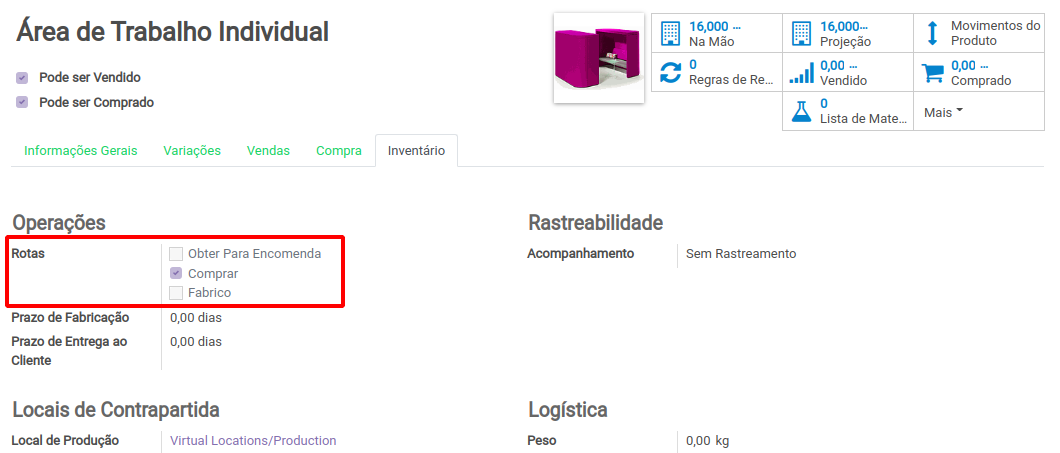 Área de Trabalho Individual
Pode ser Vendido
Pode ser Comprado
16,000 ...
Na Mão
16,000...
Projeção
Movimentos do
Produto
0
Regras de Re...
0,00 ...
Vendido
0,00 ...
Comprado
0
Lista de Mate...
Mais
Informações Gerais
Variações
Vendas
Compra
Inventário
Operações
Rastreabilidade
Rotas
Obter Para Encomenda
Comprar
Fabrico
Acompanhamento
Sem Rastreamento
Prazo de Fabricação
0,00 dias
Prazo de Entrega ao
Cliente
0,00 dias
Locais de Contrapartida
Logística
Local de Produção
Virtual Locations/Production
Peso
0,00 kg